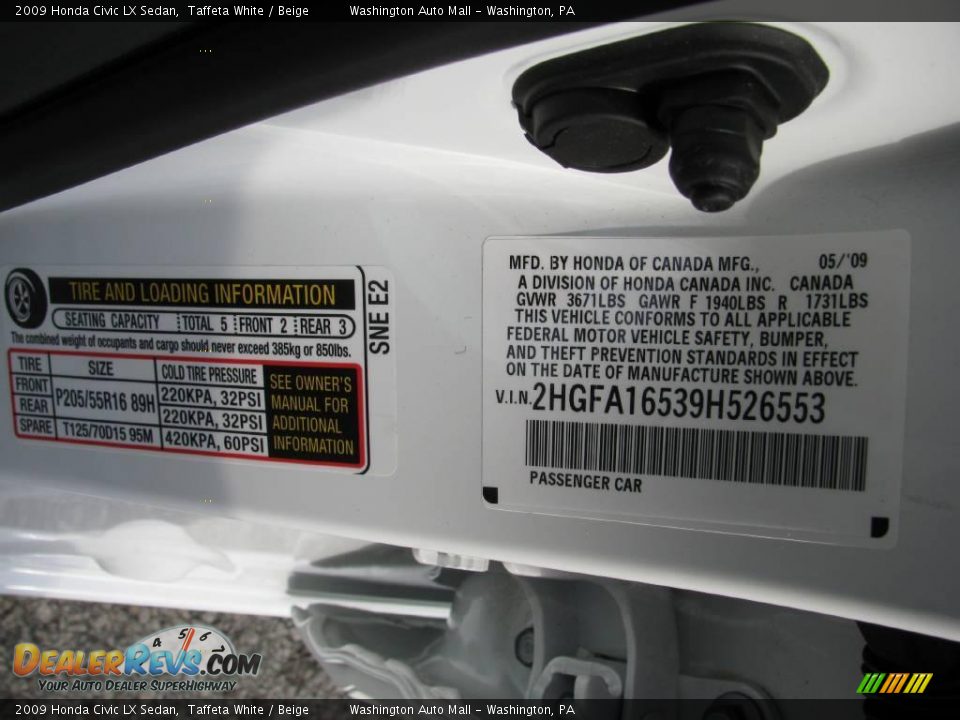 2009 Honda Civic LX Sedan, Taffeta White / Beige Washington Auto Mall - Washington, PA
TIRE AND LOADING INFORMATION
SEATING CAPACITY TOTAL 5 FRONT 2 REAR 3
The combined weight of occupants and cargo should never exceed 385kg or 850lbs.
TIRE SIZE COLD TIRE PRESSURE
FRONT P205/55R16 89H 220KPA, 32PSI
REAR 220KPA, 32PSI
SPARE T125/70D15 95M 420KPA, 60PSI
SEE OWNER'S
MANUAL FOR
ADDITIONAL
INFORMATION
SNE E2
MFD. BY HONDA OF CANADA MFG., 05/'09
A DIVISION OF HONDA CANADA INC. CANADA
GVWR 3671LBS GAWR F 1940LBS R 1731LBS
THIS VEHICLE CONFORMS TO ALL APPLICABLE
FEDERAL MOTOR VEHICLE SAFETY, BUMPER,
AND THEFT PREVENTION STANDARDS IN EFFECT
ON THE DATE OF MANUFACTURE SHOWN ABOVE.
V.I.N. 2HGFA16539H526553
PASSENGER CAR
4 5 6
DEALERREVS.COM
YOUR AUTO DEALER SUPERHIGHWAY
2009 Honda Civic LX Sedan, Taffeta White / Beige Washington Auto Mall - Washington, PA